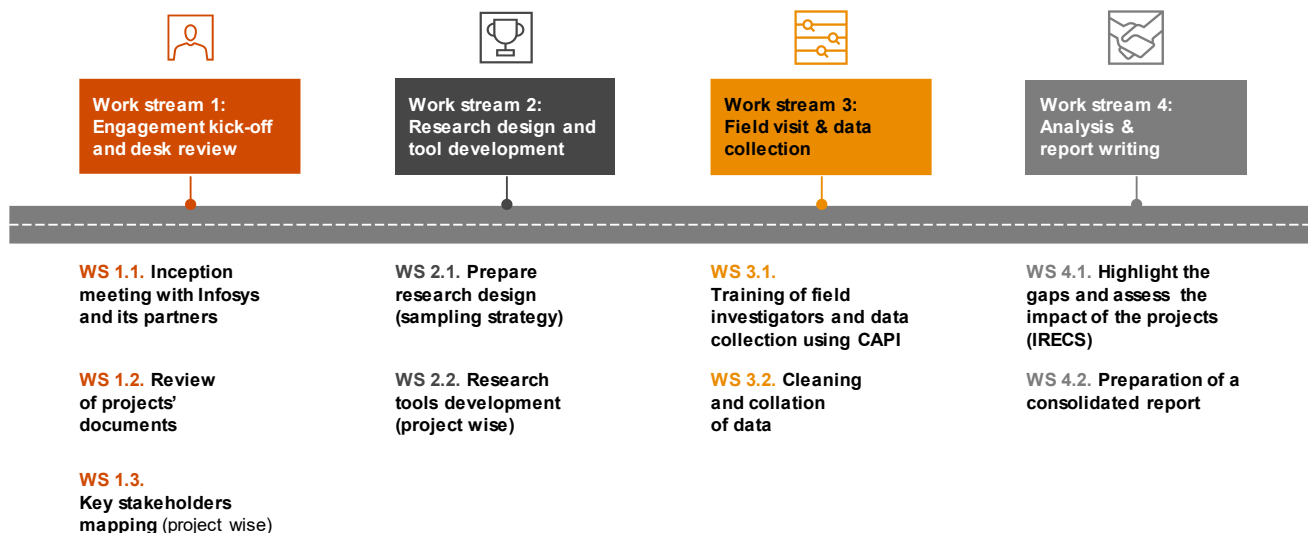 Work stream 1:
Engagement kick-off
and desk review
Work stream 2:
Research design and
tool development
Work stream 3:
Field visit & data
collection
Work stream 4:
Analysis &
report writing
WS 1.1. Inception
meeting with Infosys
and its partners
WS 1.2. Review
of projects’
documents
WS 1.3.
Key stakeholders
mapping (project wise)
WS 2.1. Prepare
research design
(sampling strategy)
WS 2.2. Research
tools development
(project wise)
WS 3.1.
Training of field
investigators and data
collection using CAPI
WS 3.2. Cleaning
and collation
of data
WS 4.1. Highlight the
gaps and assess the
impact of the projects
(IRECS)
WS 4.2. Preparation of a
consolidated report